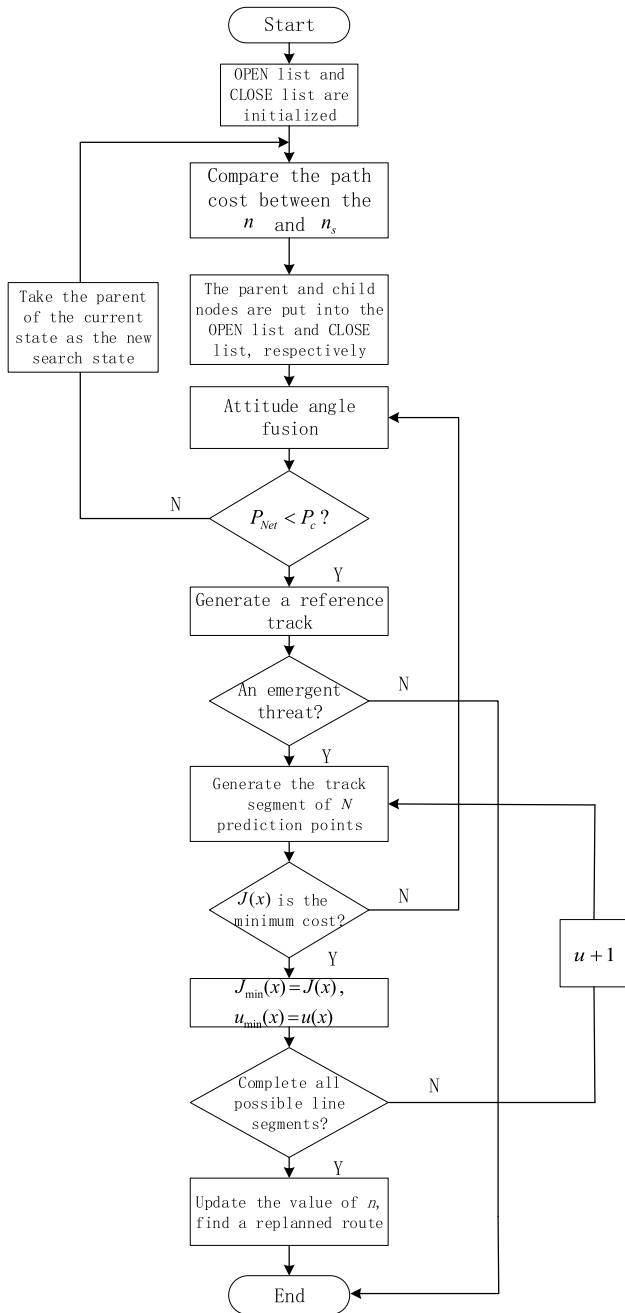 Start
OPEN list and
CLOSE list are
initialized
Compare the path
cost between the
n and n_s
Take the parent
of the current
state as the new
search state
The parent and child
nodes are put into the
OPEN list and CLOSE
list, respectively
Attitude angle
fusion
N
P_Net < P_c ?
Y
Generate a reference
track
An emergent
threat?
N
Y
Generate the track
segment of N
prediction points
J(x) is the
minimum cost?
N
Y
u + 1
J_min(x)=J(x),
u_min(x)=u(x)
Complete all
possible line
segments?
N
Y
Update the value of n,
find a replanned route
End